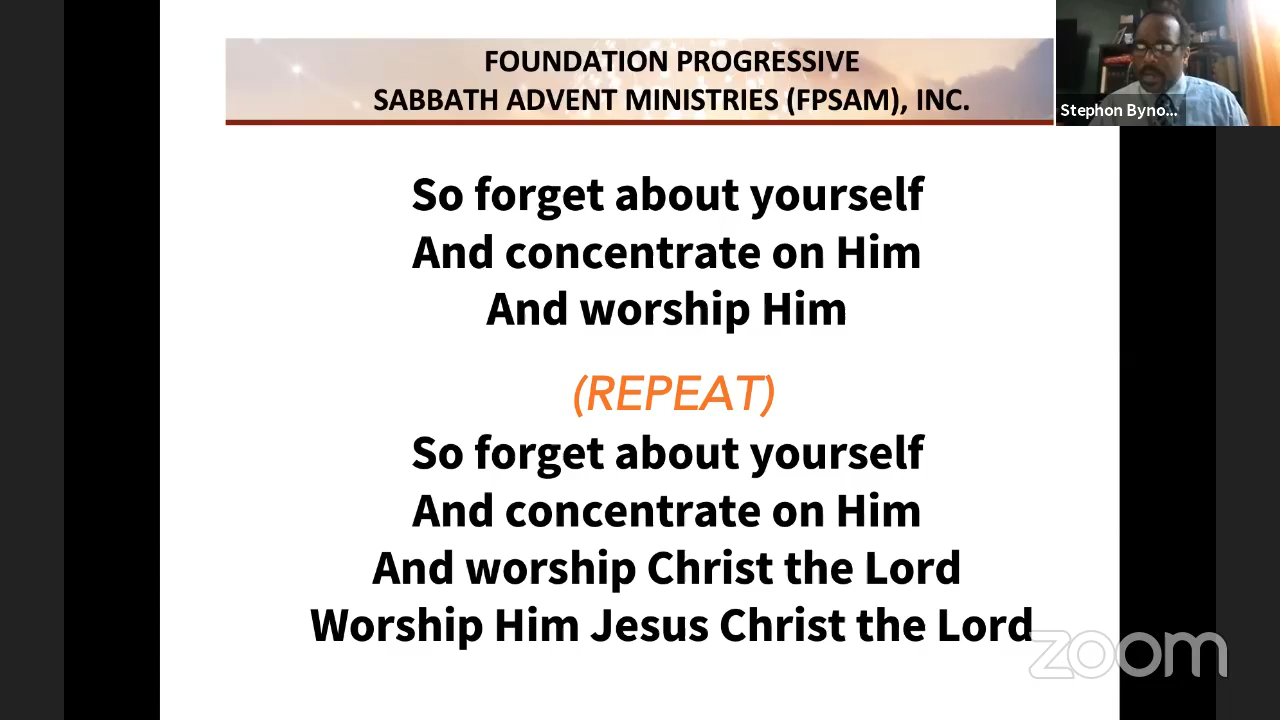 FOUNDATION PROGRESSIVE
SABBATH ADVENT MINISTRIES (FPSAM), INC.
Stephon Byno...
So forget about yourself
And concentrate on Him
And worship Him
(REPEAT)
So forget about yourself
And concentrate on Him
And worship Christ the Lord
Worship Him Jesus Christ the Lord
zoom